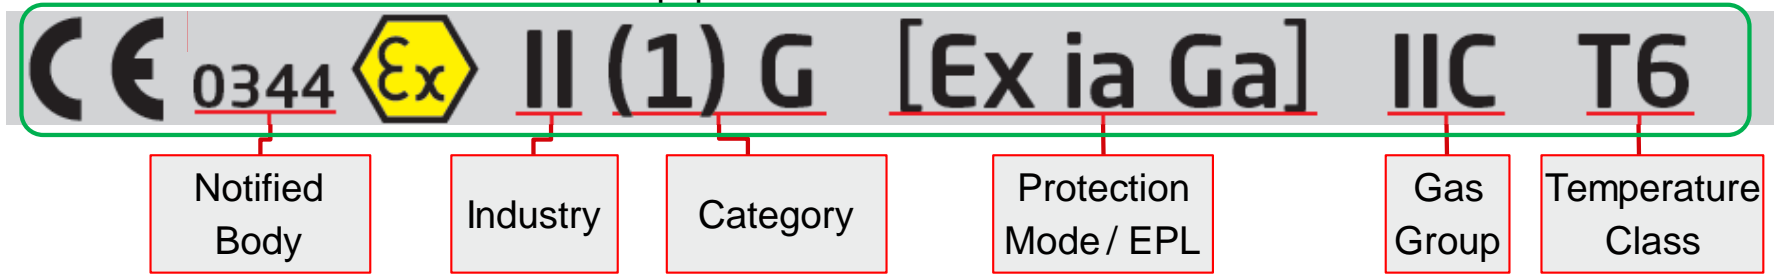 CE 0344 Ex II (1) G [Ex ia Ga] IIC T6
Notified
Body
Industry
Category
Protection
Mode / EPL
Gas
Group
Temperature
Class